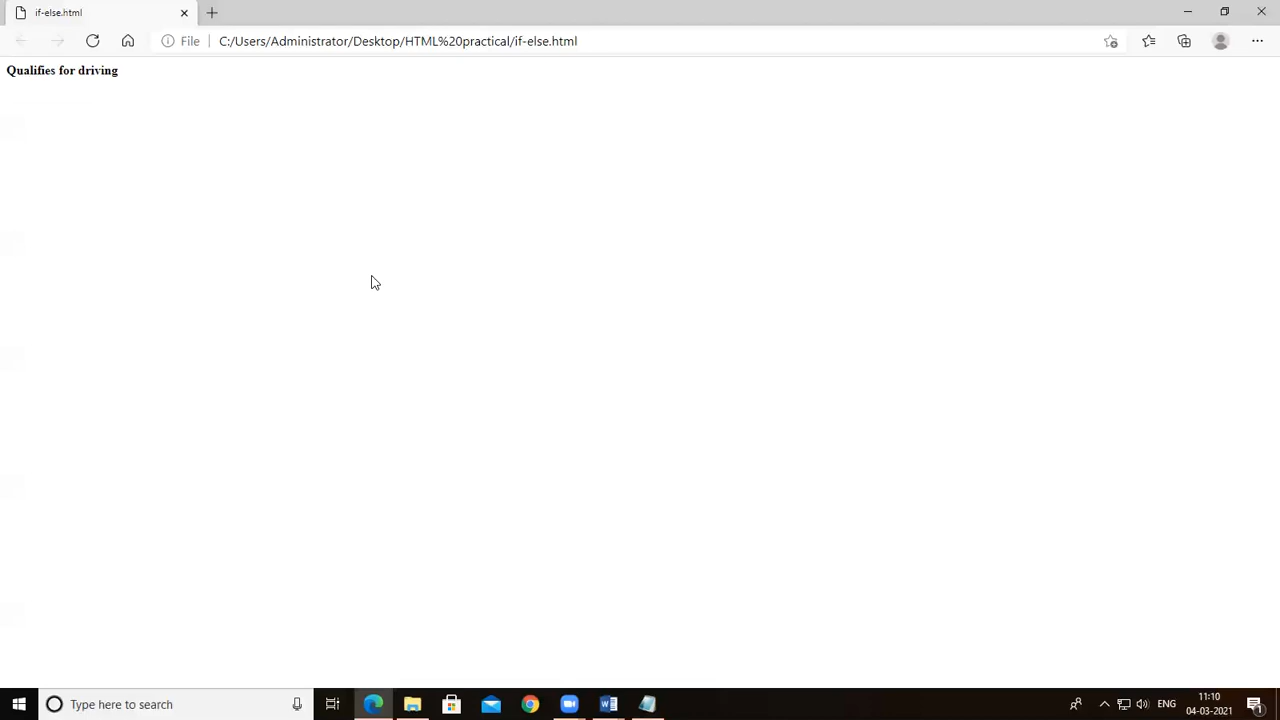 if-else.html
File
C:/Users/Administrator/Desktop/HTML%20practical/if-else.html
Qualifies for driving
Type here to search
ENG
11:10
04-03-2021
1